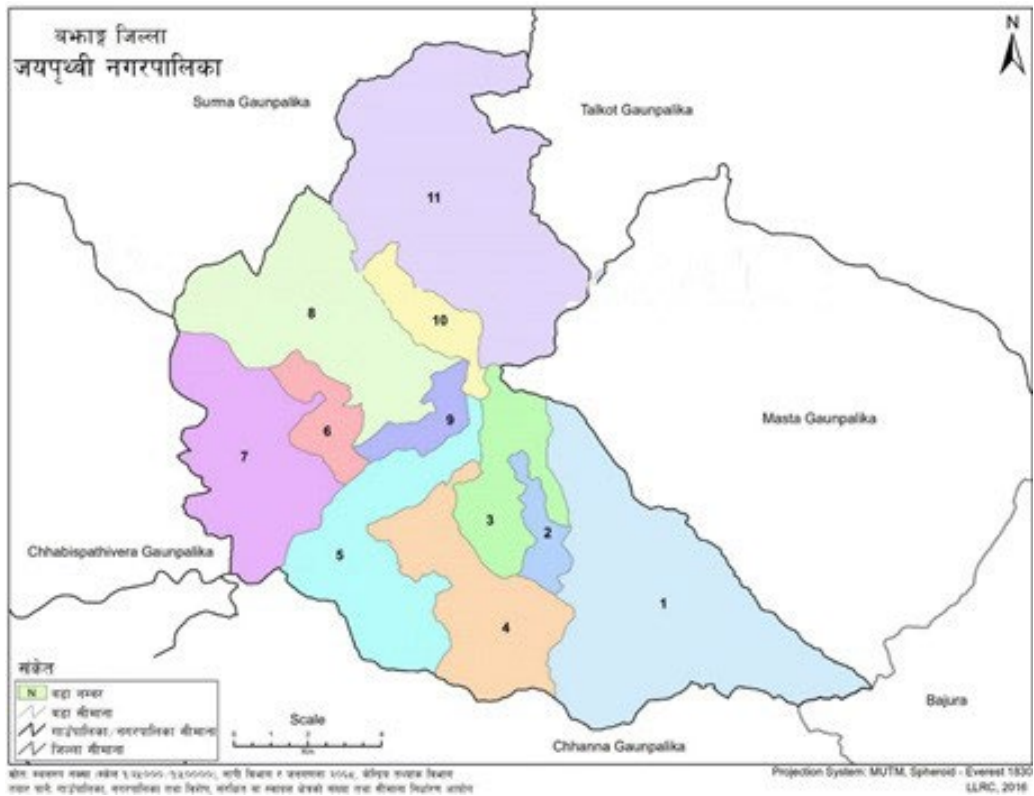 बझाङ्ग जिल्ला
जयपृथ्वी नगरपालिका
N
Surma Gaunpalika
Talkot Gaunpalika
11
8
10
Masta Gaunpalika
9
6
7
3
2
Chhabispathivera Gaunpalika
5
1
4
संकेत
N वडा नम्बर
वडा सीमाना
गाउँपालिका/नगरपालिका सीमाना
जिल्ला सीमाना
Scale
Bajura
Chhanna Gaunpalika
Projection System: MUTM, Spheroid - Everest 1830
LLRC, 2016